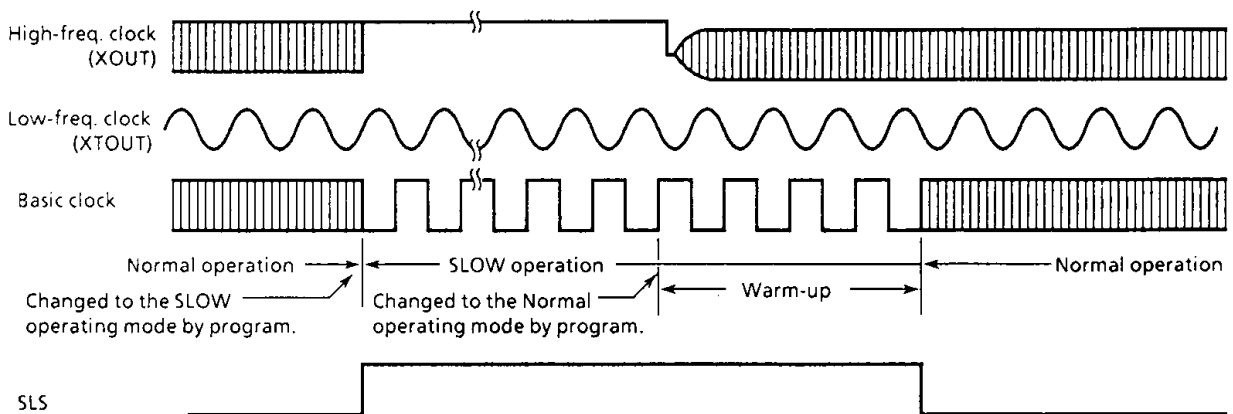 High-freq. clock
(XOUT)
Low-freq. clock
(XTOUT)
Basic clock
Normal operation
SLOW operation
Normal operation
Changed to the SLOW
operating mode by program.
Changed to the Normal
operating mode by program.
Warm-up
SLS